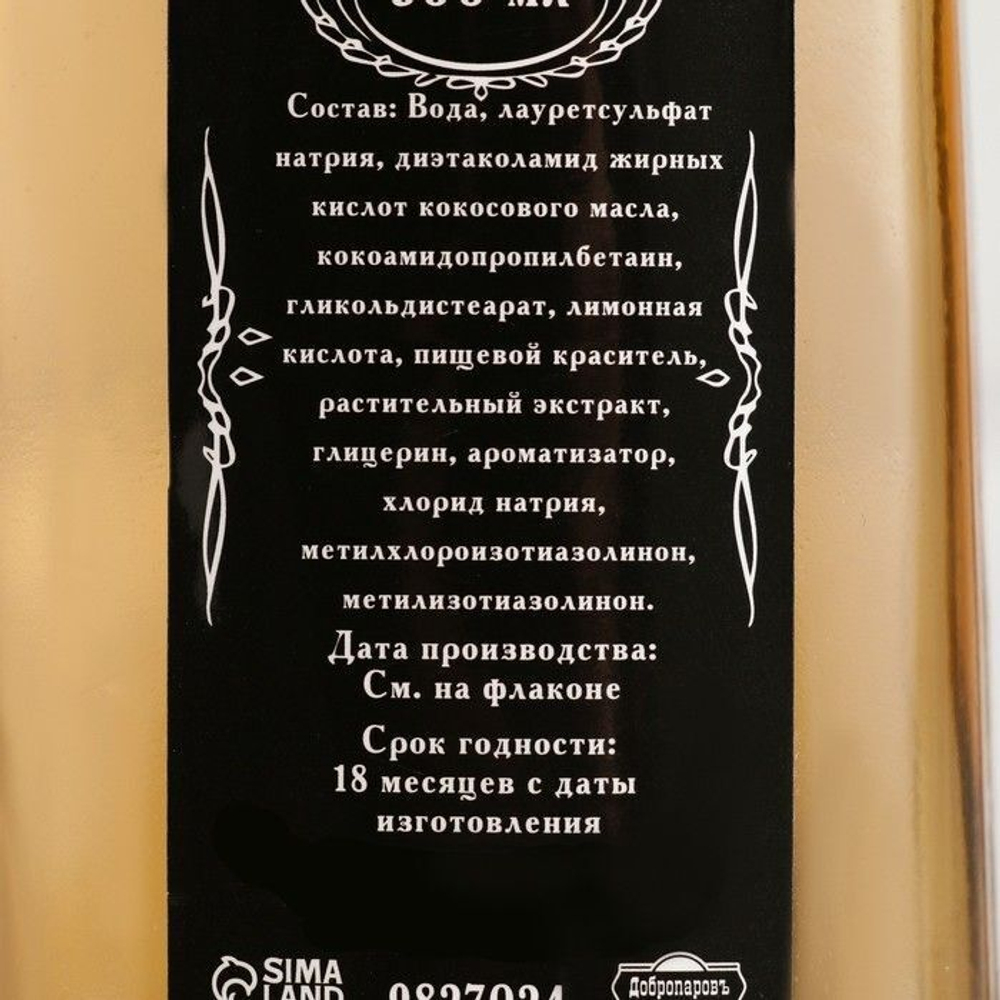 Состав: Вода, лауретсульфат
натрия, диэтаколамид жирных
кислот кокосового масла,
кокоамидопропилбетаин,
гликольдистеарат, лимонная
кислота, пищевой краситель,
растительный экстракт,
глицерин, ароматизатор,
хлорид натрия,
метилхлороизотиазолинон,
метилизотиазолинон.
Дата производства:
См. на флаконе
Срок годности:
18 месяцев с даты
изготовления
SIMA
LAND
Добропаровъ